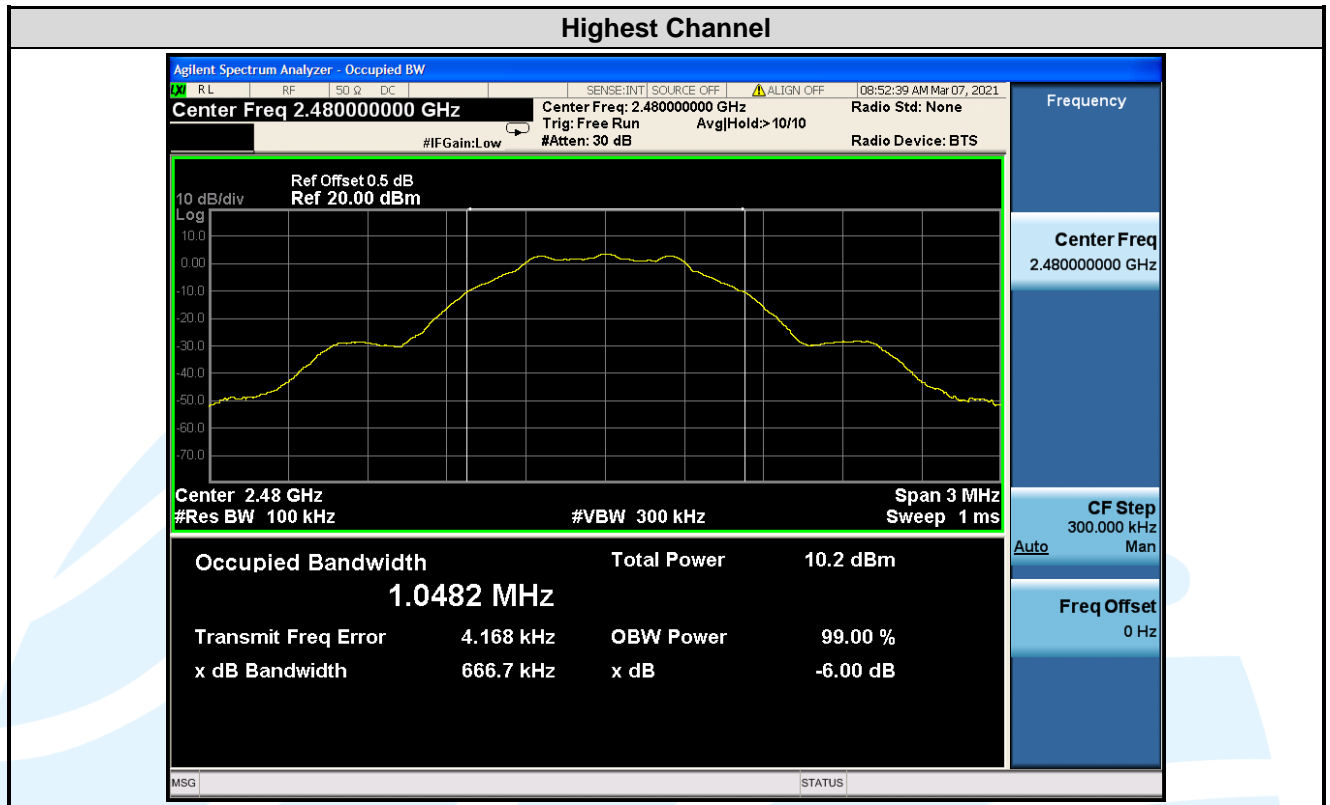 Highest Channel
Agilent Spectrum Analyzer - Occupied BW
LXI RL RF 50 Ω DC SENSE:INT SOURCE OFF ALIGN OFF 08:52:39 AM Mar 07, 2021
Center Freq 2.480000000 GHz Center Freq: 2.480000000 GHz Radio Std: None
Trig: Free Run Avg|Hold:>10/10
#IFGain:Low #Atten: 30 dB Radio Device: BTS
Frequency
Ref Offset 0.5 dB
10 dB/div Ref 20.00 dBm
Log
10.0
0.00
-10.0
-20.0
-30.0
-40.0
-50.0
-60.0
-70.0
Center 2.48 GHz Span 3 MHz
#Res BW 100 kHz #VBW 300 kHz Sweep 1 ms
Center Freq
2.480000000 GHz
CF Step
300.000 kHz
Auto Man
Freq Offset
0 Hz
Occupied Bandwidth Total Power 10.2 dBm
1.0482 MHz
Transmit Freq Error 4.168 kHz OBW Power 99.00 %
x dB Bandwidth 666.7 kHz x dB -6.00 dB
MSG STATUS